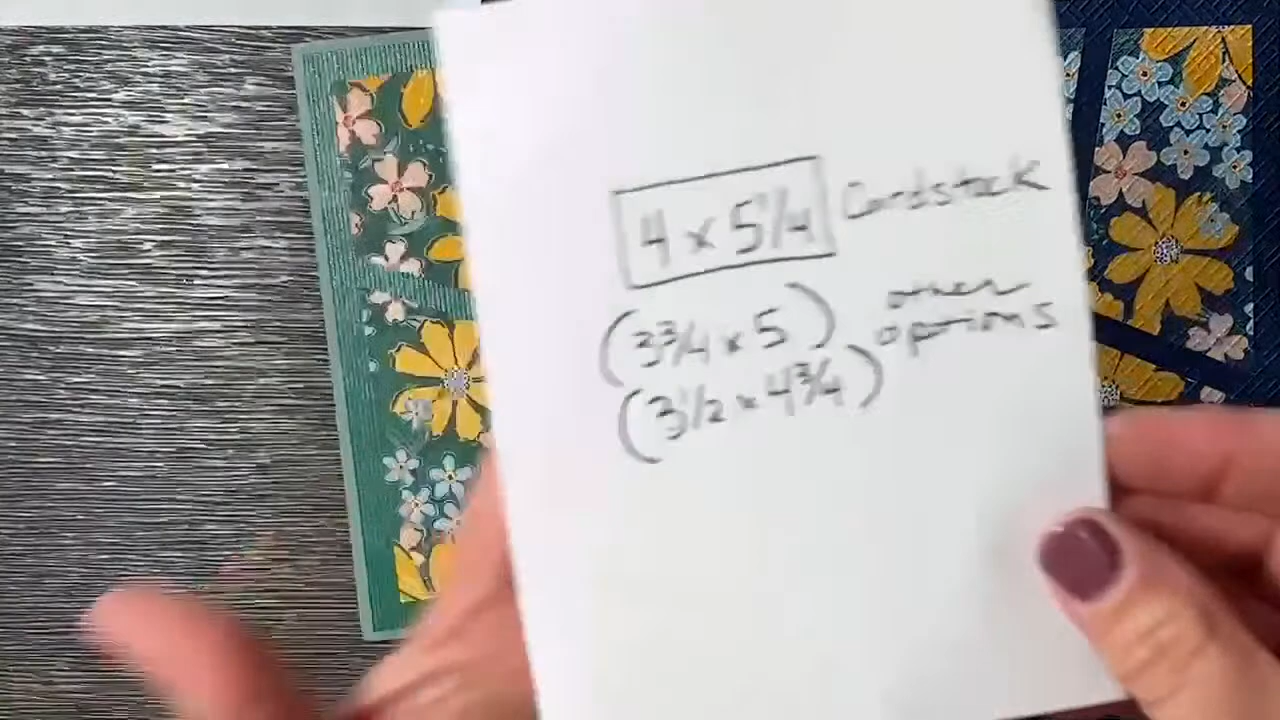 4 x 5 1/4 Cardstock
(3 3/4 x 5) other options
(3 1/2 x 4 3/4)